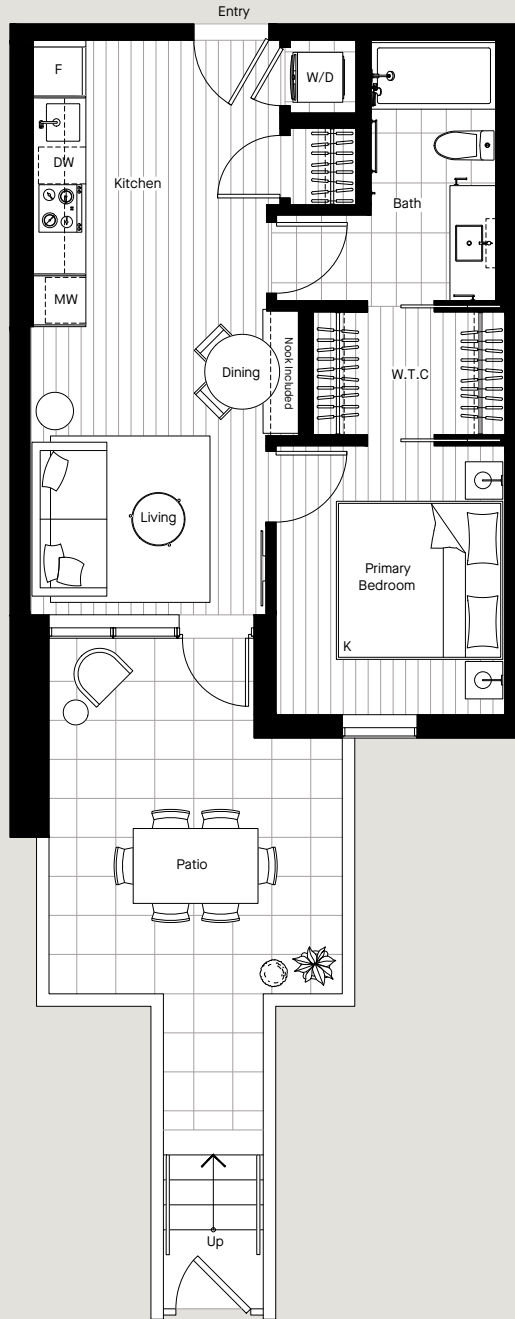 Entry
F
W/D
DW
Kitchen
Bath
MW
Nook Included
Dining
W.T.C
Living
Primary
Bedroom
K
Patio
Up